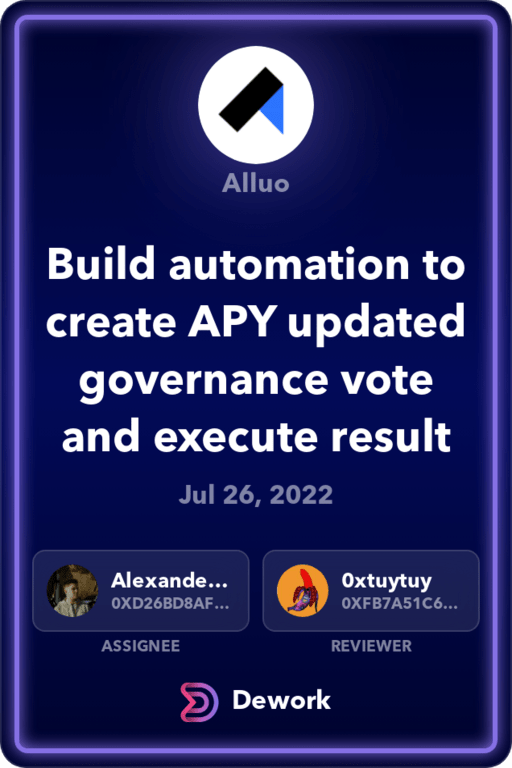 Alluo
Build automation to
create APY updated
governance vote
and execute result
Jul 26, 2022
Alexande...
0XD26BD8AF...
ASSIGNEE
0xtuytuy
0XFB7A51C6...
REVIEWER
Dework